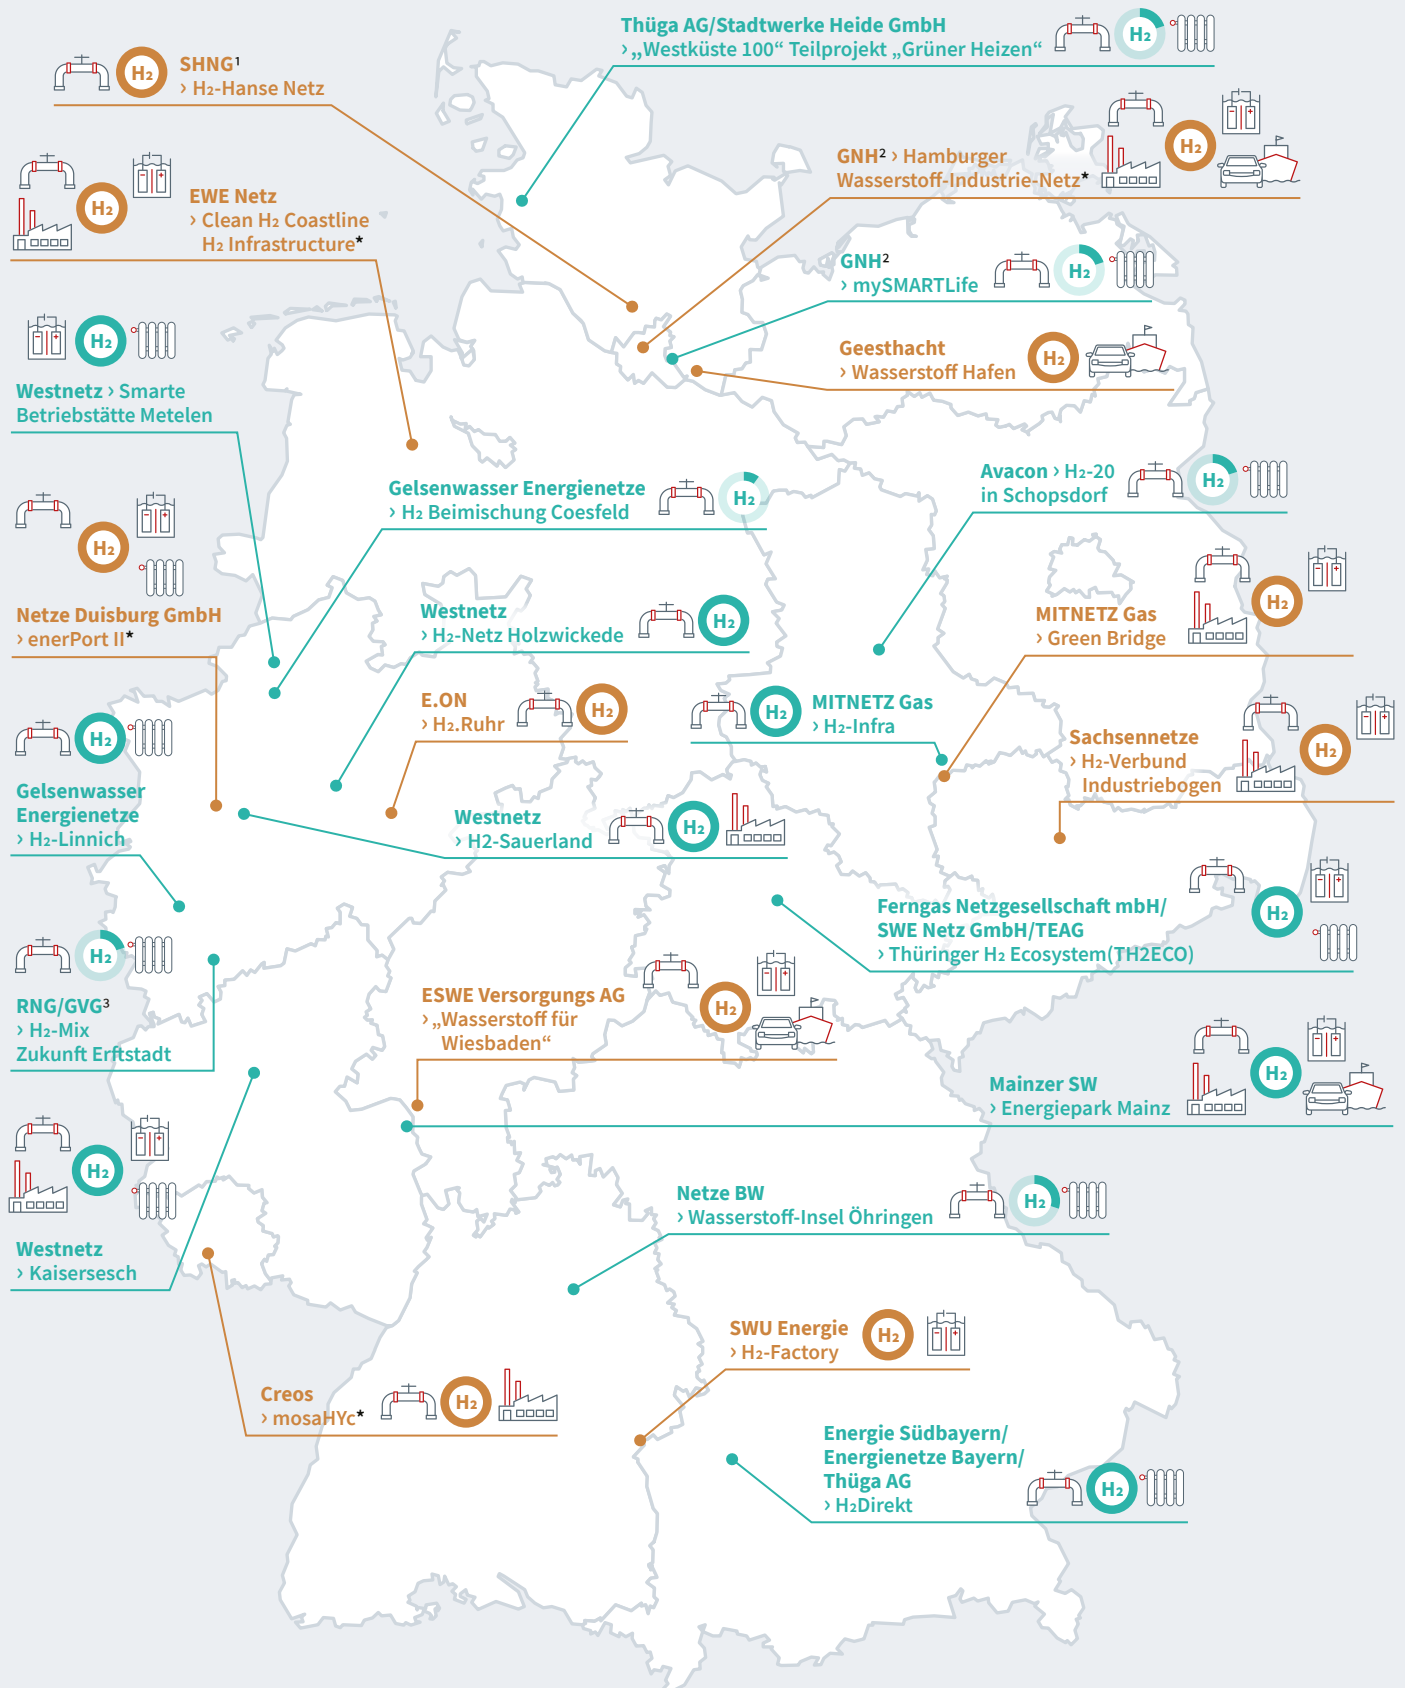 Thüga AG/Stadtwerke Heide GmbH
› „Westküste 100“ Teilprojekt „Grüner Heizen“
H₂
H₂
SHNG¹
› H₂-Hanse Netz
GNH² › Hamburger
Wasserstoff-Industrie-Netz*
H₂
H₂
EWE Netz
› Clean H₂ Coastline
H₂ Infrastructure*
GNH²
› mySMARTLife
H₂
H₂
Westnetz › Smarte
Betriebstätte Metelen
Geesthacht
› Wasserstoff Hafen
H₂
Gelsenwasser Energienetze
› H₂ Beimischung Coesfeld
H₂
Avacon › H₂-20
in Schopsdorf
H₂
H₂
Netze Duisburg GmbH
› enerPort II*
Westnetz
› H₂-Netz Holzwickede
H₂
MITNETZ Gas
› Green Bridge
H₂
E.ON
› H₂.Ruhr
H₂
H₂
MITNETZ Gas
› H₂-Infra
Sachsennetze
› H₂-Verbund
Industriebogen
H₂
H₂
Gelsenwasser
Energienetze
› H₂-Linnich
Westnetz
› H2-Sauerland
H₂
Ferngas Netzgesellschaft mbH/
SWE Netz GmbH/TEAG
› Thüringer H₂ Ecosystem(TH2ECO)
H₂
H₂
RNG/GVG³
› H₂-Mix
Zukunft Erftstadt
ESWE Versorgungs AG
› „Wasserstoff für
Wiesbaden“
H₂
Mainzer SW
› Energiepark Mainz
H₂
H₂
Westnetz
› Kaisersesch
Netze BW
› Wasserstoff-Insel Öhringen
H₂
SWU Energie
› H₂-Factory
H₂
Creos
› mosaHYc*
H₂
Energie Südbayern/
Energienetze Bayern/
Thüga AG
› H₂Direkt
H₂